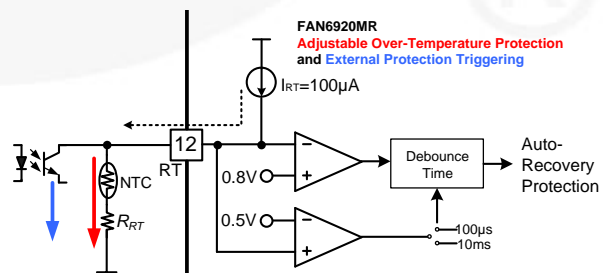 FAN6920MR
Adjustable Over-Temperature Protection
and External Protection Triggering
IRT=100µA
12
RT
NTC
RRT
0.8V
0.5V
−
+
−
+
Debounce
Time
Auto-
Recovery
Protection
100µs
10ms